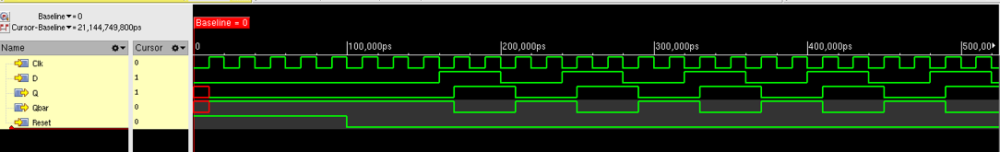 Baseline ▾ = 0
Cursor-Baseline ▾ = 21,144,749,800ps
Baseline = 0
Name Cursor
0 100,000ps 200,000ps 300,000ps 400,000ps 500,00
Clk 0
D 1
Q 1
Qbar 0
Reset 0